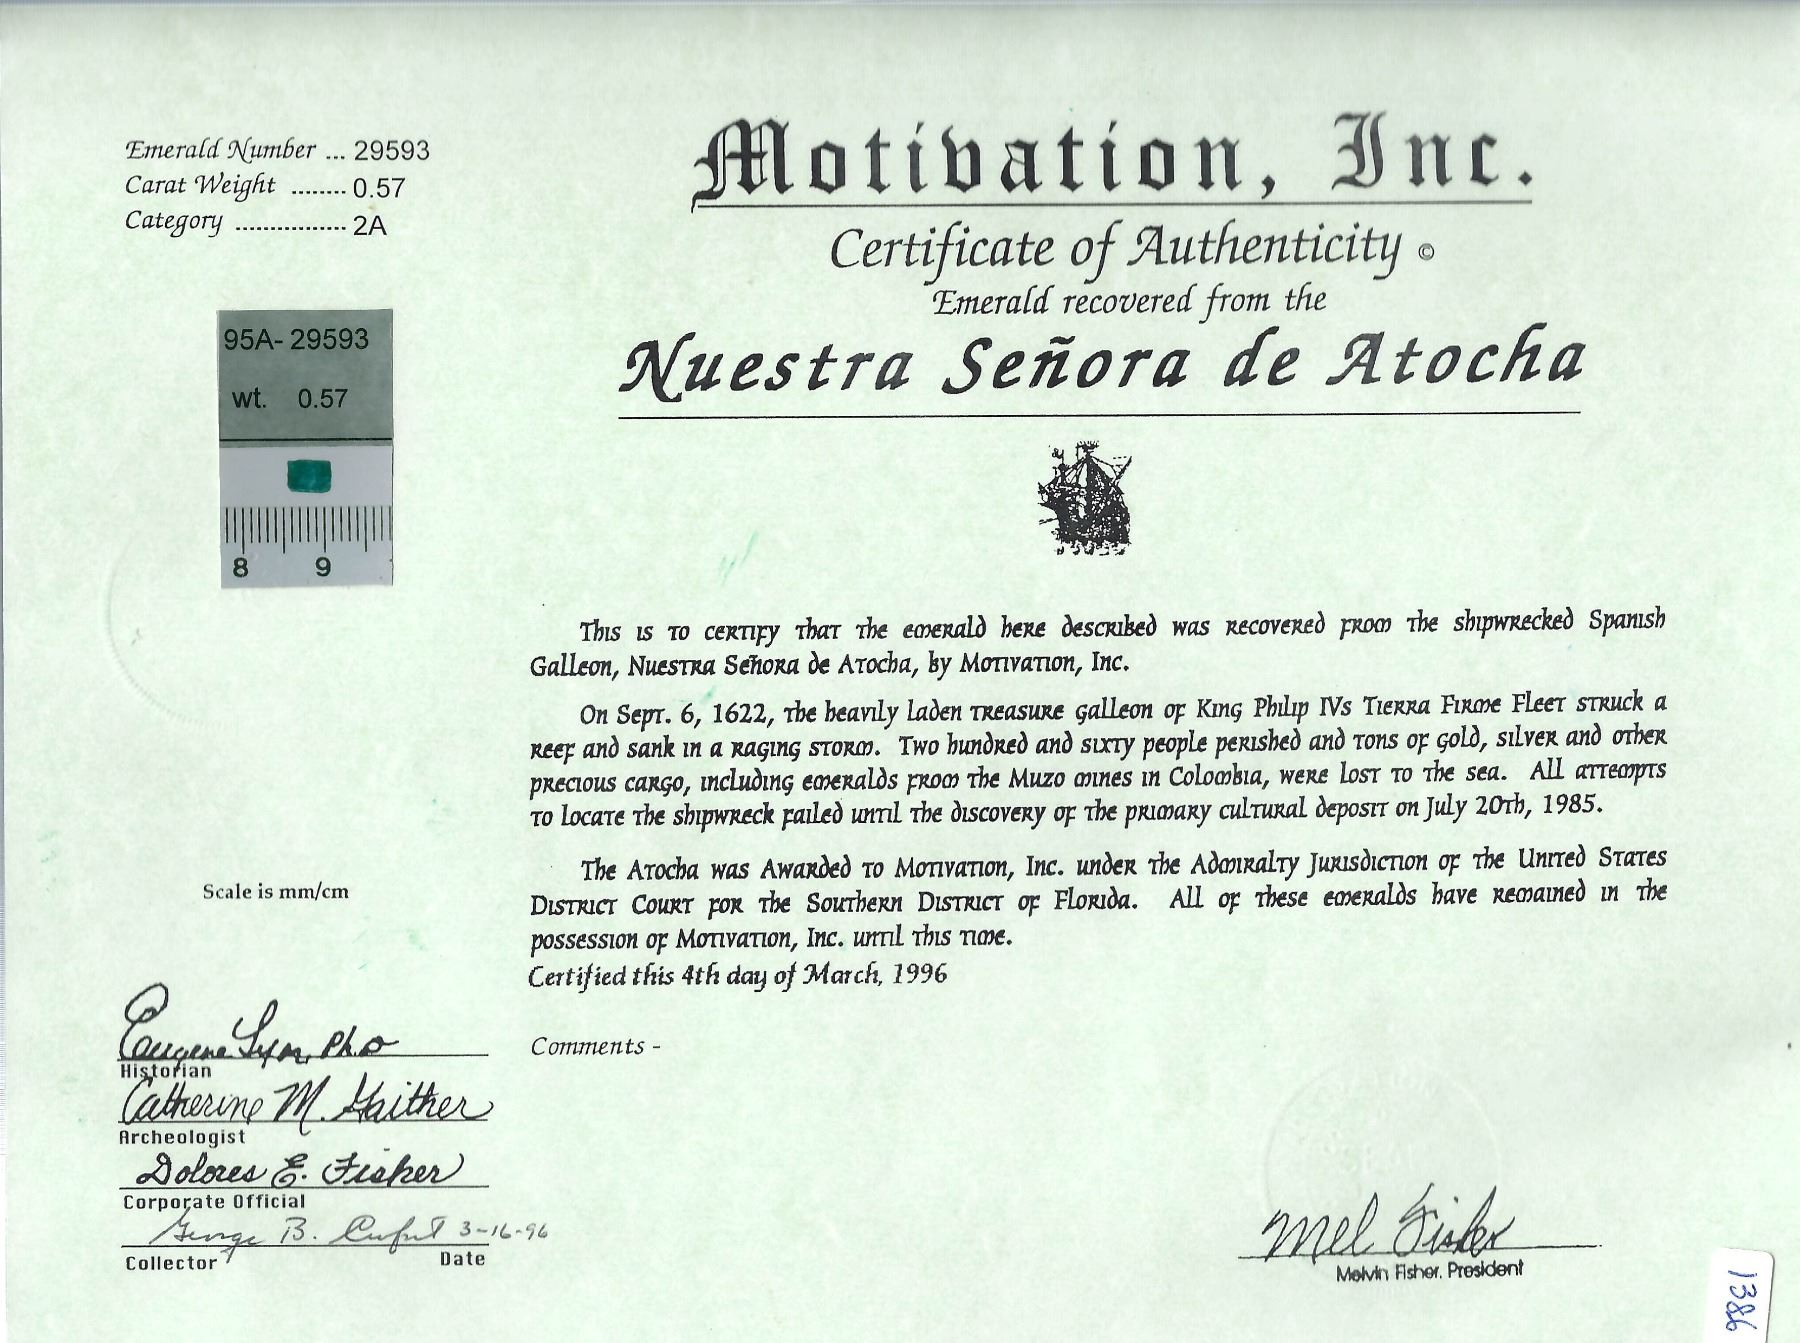 Emerald Number ... 29593
Carat Weight ........ 0.57
Category ................ 2A
95A- 29593
wt. 0.57
8 9
Scale is mm/cm
Motivation, Inc.
Certificate of Authenticity ©
Emerald recovered from the
Nuestra Señora de Atocha
This is to certify that the emerald here described was recovered from the shipwrecked Spanish
Galleon, Nuestra Señora de Atocha, by Motivation, Inc.
On Sept. 6, 1622, the heavily laden treasure galleon of King Philip IVs Tierra Firme Fleet struck a
reef and sank in a raging storm. Two hundred and sixty people perished and tons of gold, silver and other
precious cargo, including emeralds from the Muzo mines in Colombia, were lost to the sea. All attempts
to locate the shipwreck failed until the discovery of the primary cultural deposit on July 20th, 1985.
The Atocha was Awarded to Motivation, Inc. under the Admiralty Jurisdiction of the United States
District Court for the Southern District of Florida. All of these emeralds have remained in the
possession of Motivation, Inc. until this time.
Certified this 4th day of March, 1996
Comments -
Eugene Lyon, Ph.D
Historian
Catherine M. Gaither
Archeologist
Dolores E. Fisher
Corporate Official
George B. 3-16-96
Collector Date
Mel Fisher
Melvin Fisher, President
1386